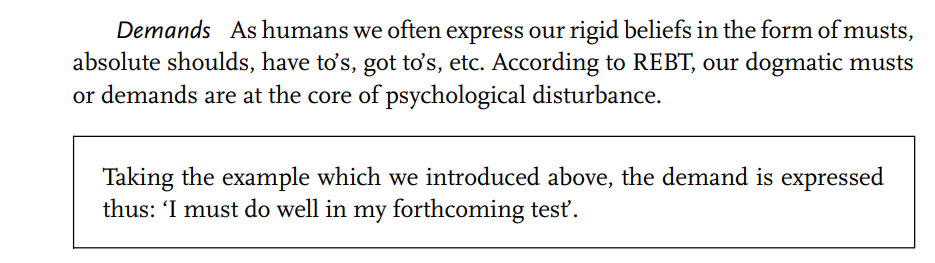 Demands As humans we often express our rigid beliefs in the form of musts,
absolute shoulds, have to’s, got to’s, etc. According to REBT, our dogmatic musts
or demands are at the core of psychological disturbance.
Taking the example which we introduced above, the demand is expressed
thus: ‘I must do well in my forthcoming test’.